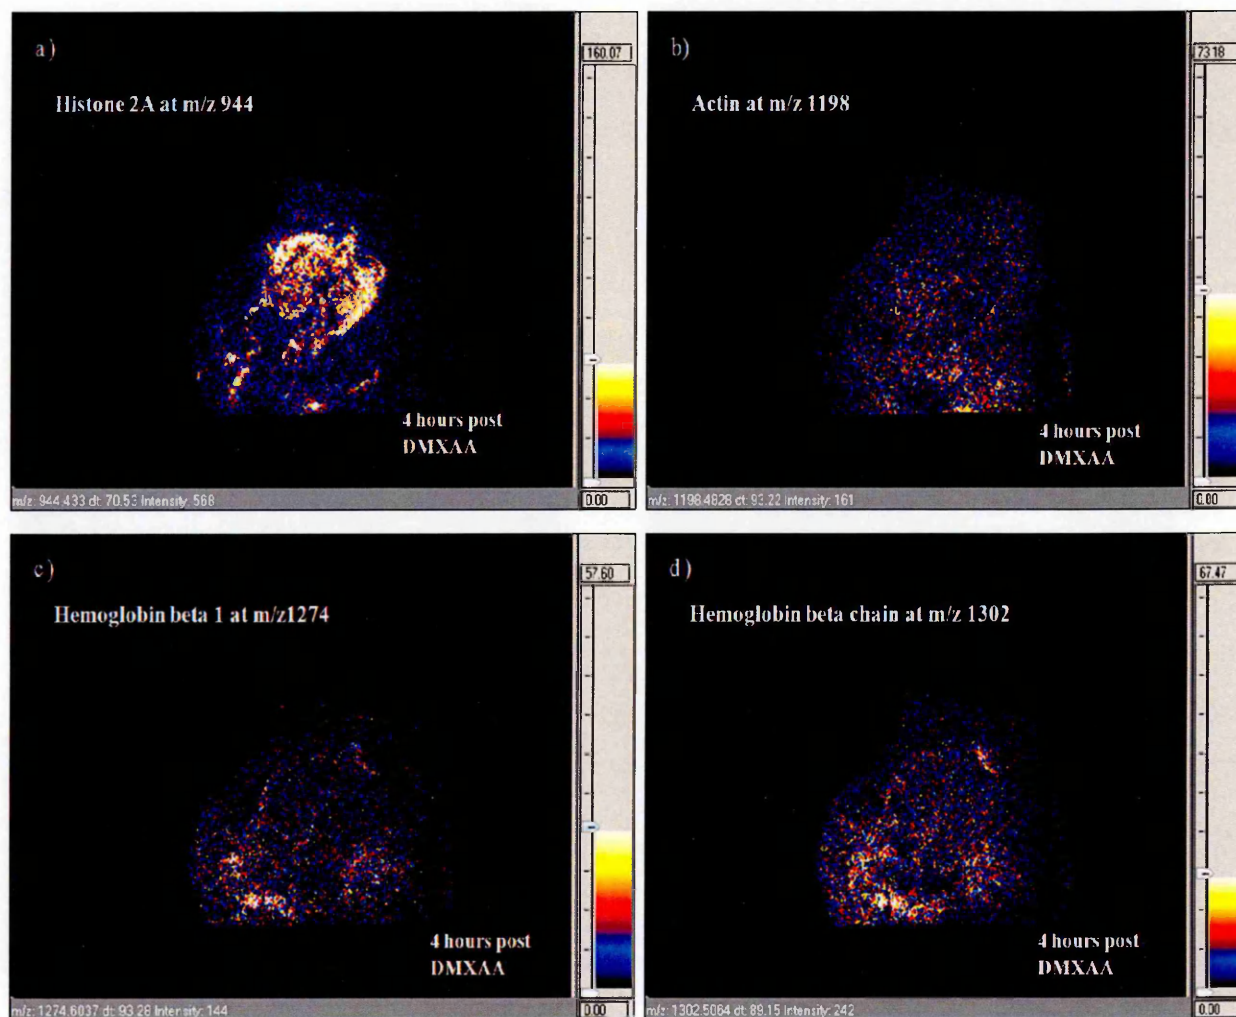 a)
160.07
Histone 2A at m/z 944
4 hours post
DMXAA
m/z: 944.433 dt: 70.53 Intensity: 568
0.00
b)
73.18
Actin at m/z 1198
4 hours post
DMXAA
m/z: 1198.4828 dt: 93.22 Intensity: 161
0.00
c)
57.60
Hemoglobin beta 1 at m/z1274
4 hours post
DMXAA
m/z: 1274.6037 dt: 93.28 Intensity: 144
0.00
d)
67.47
Hemoglobin beta chain at m/z 1302
4 hours post
DMXAA
m/z: 1302.5064 dt: 89.15 Intensity: 242
0.00